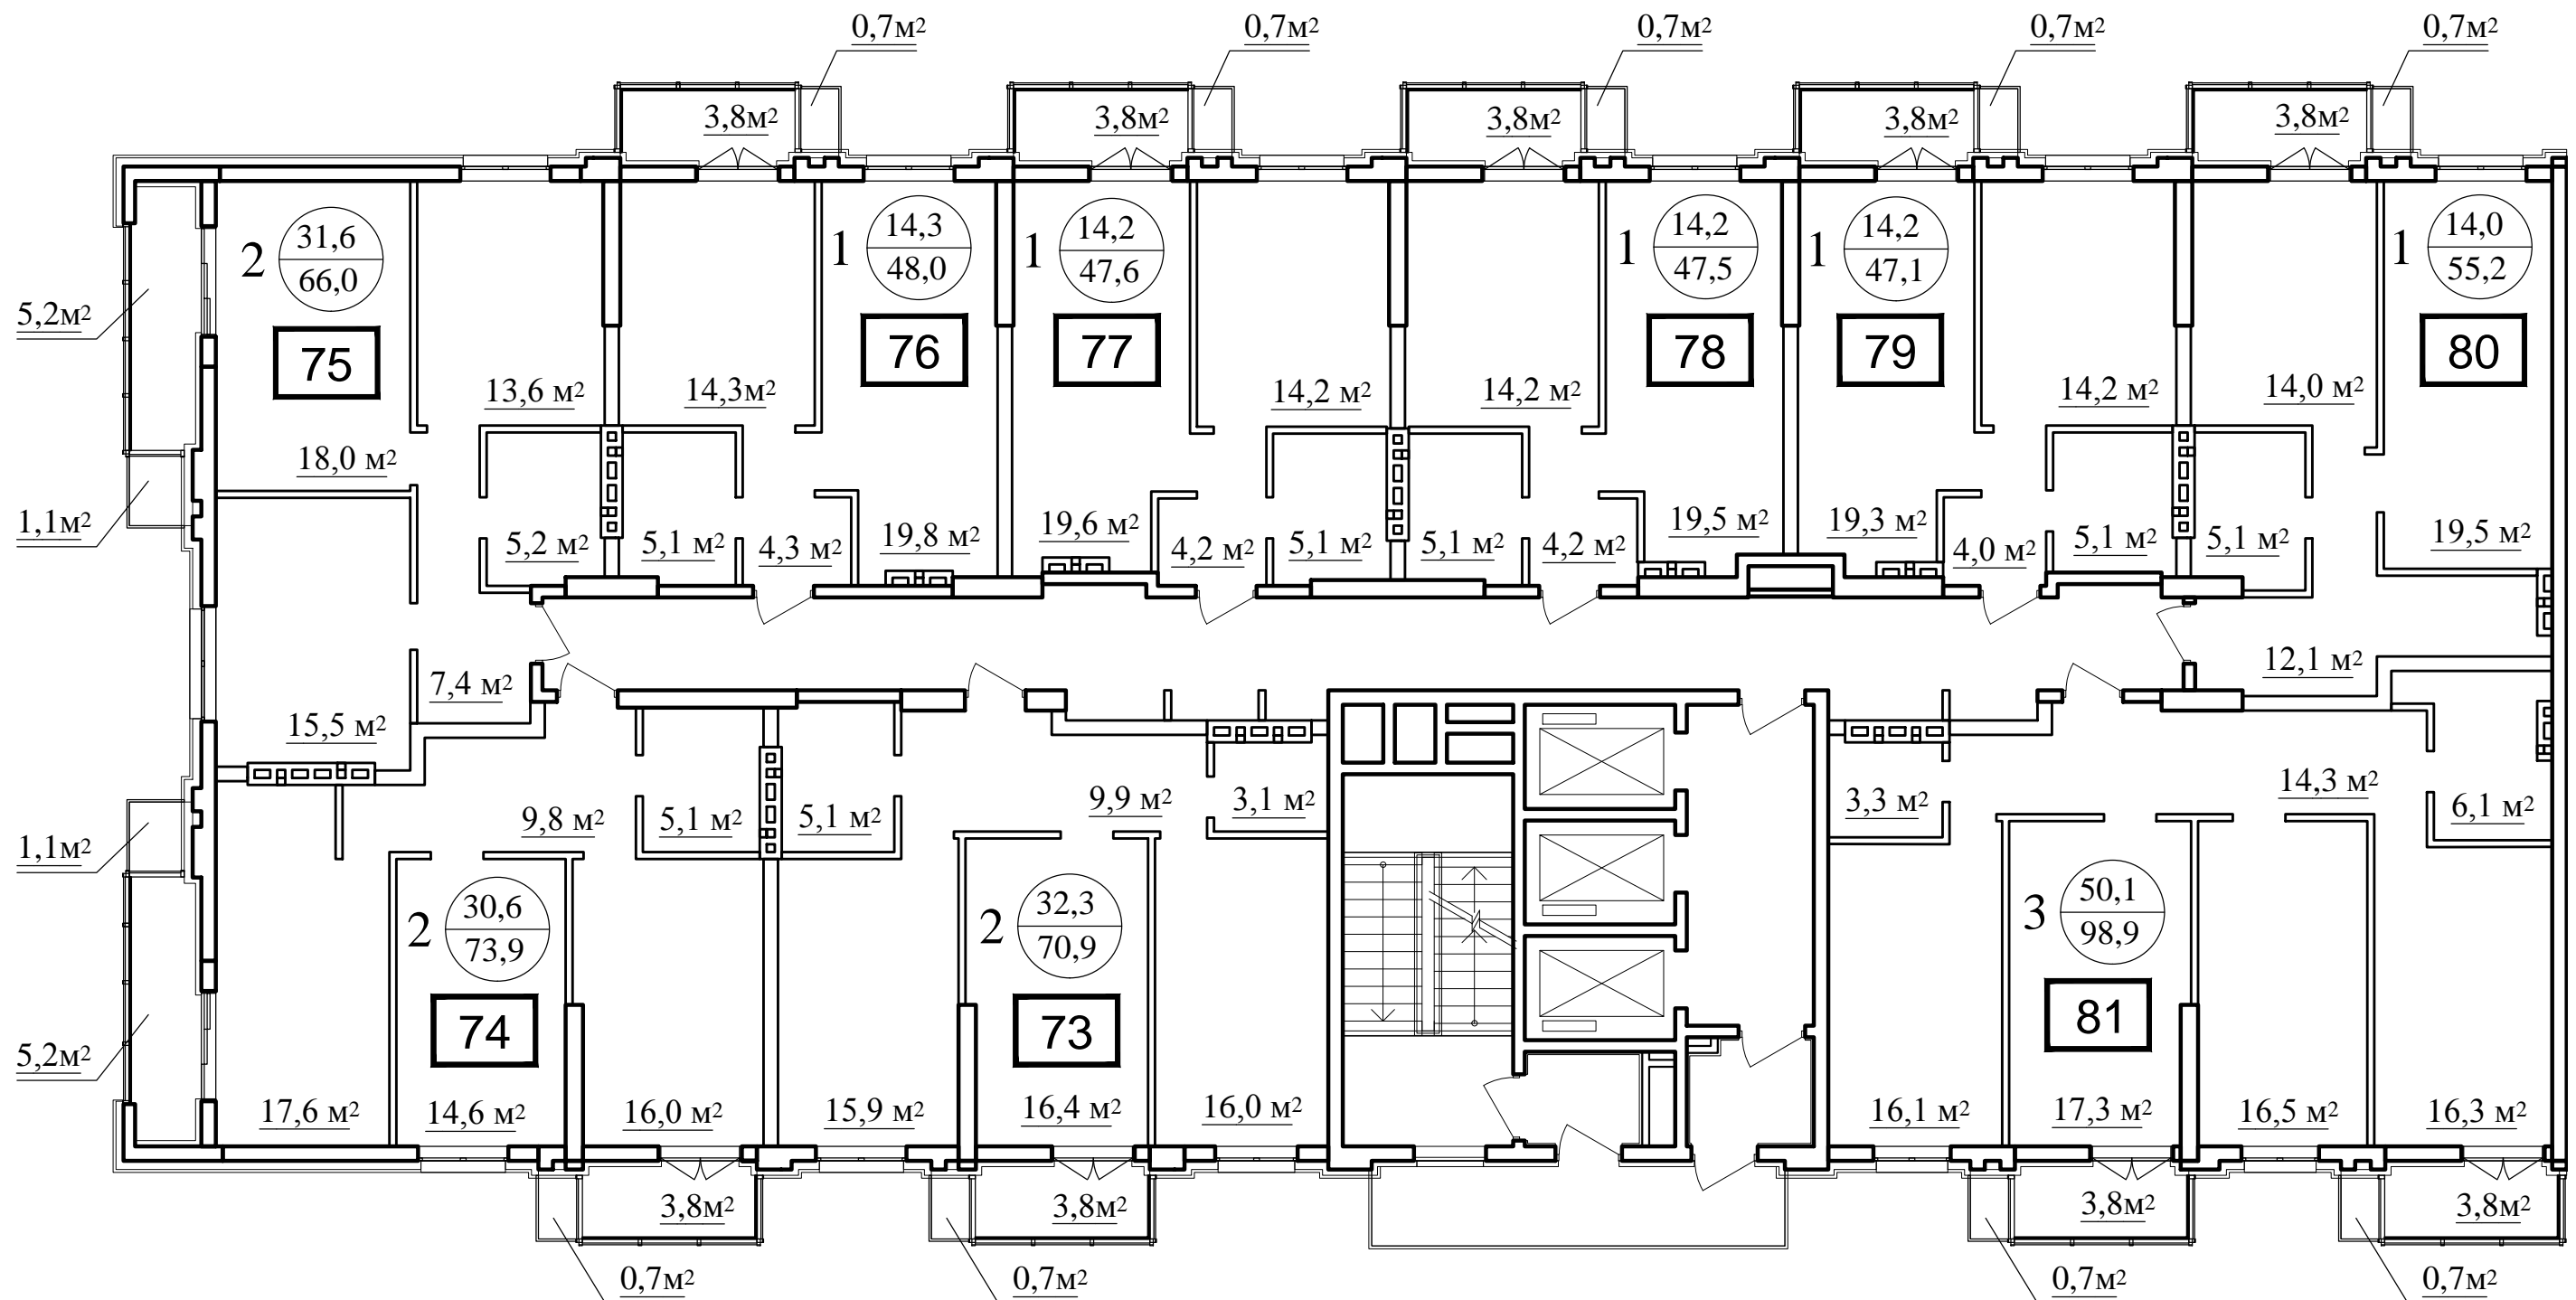 0,7м²
0,7м²
0,7м²
0,7м²
0,7м²
3,8м²
3,8м²
3,8м²
3,8м²
3,8м²
2
31,6
66,0
75
1
14,3
48,0
76
1
14,2
47,6
77
1
14,2
47,5
78
1
14,2
47,1
79
1
14,0
55,2
80
5,2м²
13,6 м²
14,3м²
14,2 м²
14,2 м²
14,2 м²
14,0 м²
18,0 м²
1,1м²
5,2 м²
5,1 м²
4,3 м²
19,8 м²
19,6 м²
4,2 м²
5,1 м²
5,1 м²
4,2 м²
19,5 м²
19,3 м²
4,0 м²
5,1 м²
5,1 м²
19,5 м²
7,4 м²
12,1 м²
15,5 м²
1,1м²
9,8 м²
5,1 м²
5,1 м²
9,9 м²
3,1 м²
3,3 м²
14,3 м²
6,1 м²
2
30,6
73,9
74
2
32,3
70,9
73
3
50,1
98,9
81
5,2м²
17,6 м²
14,6 м²
16,0 м²
15,9 м²
16,4 м²
16,0 м²
16,1 м²
17,3 м²
16,5 м²
16,3 м²
3,8м²
3,8м²
3,8м²
3,8м²
0,7м²
0,7м²
0,7м²
0,7м²